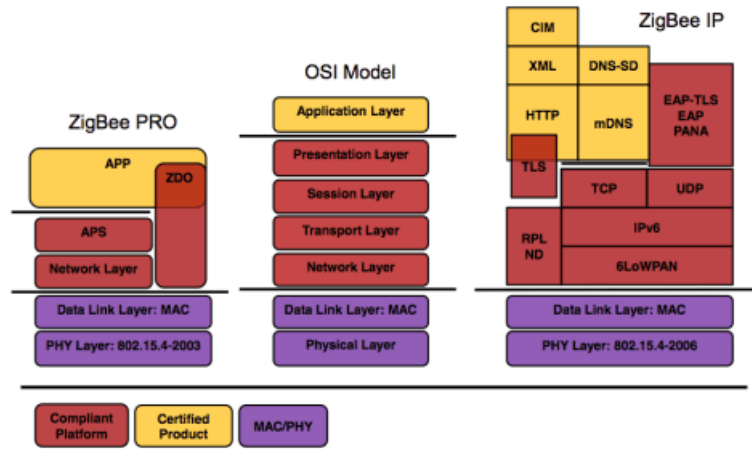 ZigBee PRO
APP
ZDO
APS
Network Layer
Data Link Layer: MAC
PHY Layer: 802.15.4-2003
OSI Model
Application Layer
Presentation Layer
Session Layer
Transport Layer
Network Layer
Data Link Layer: MAC
Physical Layer
ZigBee IP
CIM
XML
DNS-SD
HTTP
mDNS
EAP-TLS
EAP
PANA
TLS
TCP
UDP
RPL
ND
IPv6
6LoWPAN
Data Link Layer: MAC
PHY Layer: 802.15.4-2006
Compliant
Platform
Certified
Product
MAC/PHY